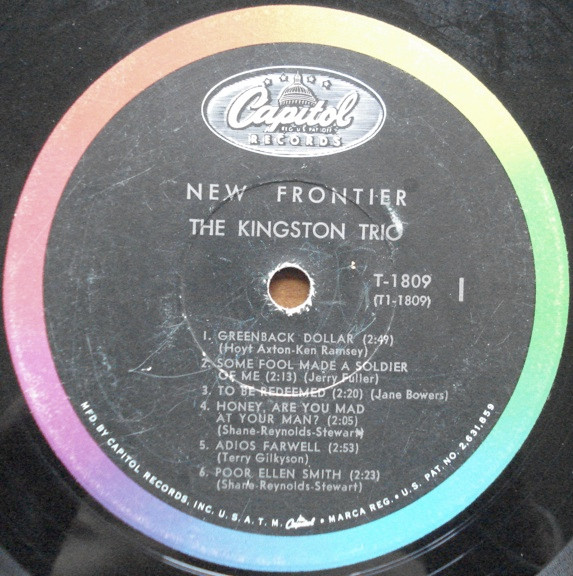 Capitol
REG. U.S. PAT. OFF.
RECORDS
NEW FRONTIER
THE KINGSTON TRIO
T-1809
(T1-1809)
1
1. GREENBACK DOLLAR (2:49)
(Hoyt Axton-Ken Ramsey)
2. SOME FOOL MADE A SOLDIER
OF ME (2:13) (Jerry Fuller)
3. TO BE REDEEMED (2:20) (Jane Bowers)
4. HONEY, ARE YOU MAD
AT YOUR MAN? (2:05)
(Shane-Reynolds-Stewart)
5. ADIOS FARWELL (2:53)
(Terry Gilkyson)
6. POOR ELLEN SMITH (2:23)
(Shane-Reynolds-Stewart)
MFD. BY CAPITOL RECORDS, INC. U. S. A. T. M. Capitol • MARCA REG. • U. S. PAT. NO. 2,631,859